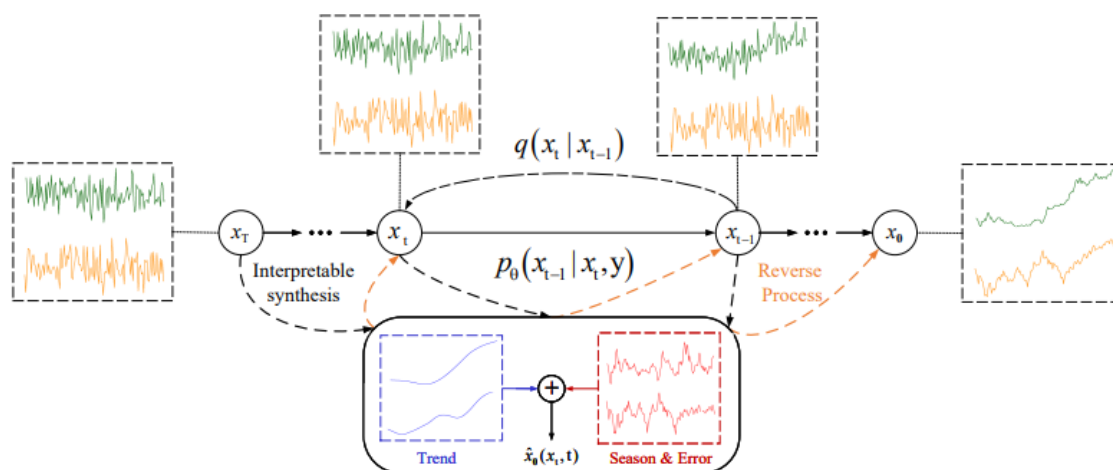 q(x_t | x_{t-1})
x_T
•••
x_t
x_{t-1}
•••
x_0
p_θ(x_{t-1} | x_t, y)
Interpretable
synthesis
Reverse
Process
+
x̂_0(x_t, t)
Trend
Season & Error